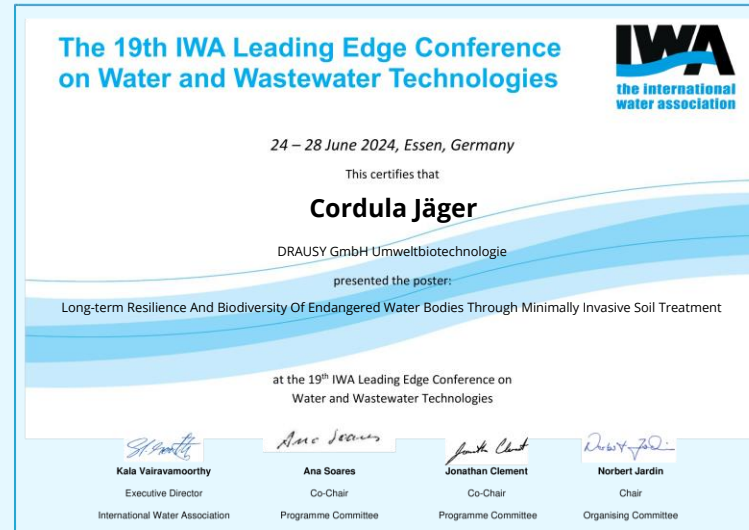 The 19th IWA Leading Edge Conference
on Water and Wastewater Technologies
IWA
the international
water association
24 – 28 June 2024, Essen, Germany
This certifies that
Cordula Jäger
DRAUSY GmbH Umweltbiotechnologie
presented the poster:
Long-term Resilience And Biodiversity Of Endangered Water Bodies Through Minimally Invasive Soil Treatment
at the 19th IWA Leading Edge Conference on
Water and Wastewater Technologies
Ana Soares
Kala Vairavamoorthy
Executive Director
International Water Association
Ana Soares
Co-Chair
Programme Committee
Jonathan Clement
Co-Chair
Programme Committee
Norbert Jardin
Chair
Organising Committee